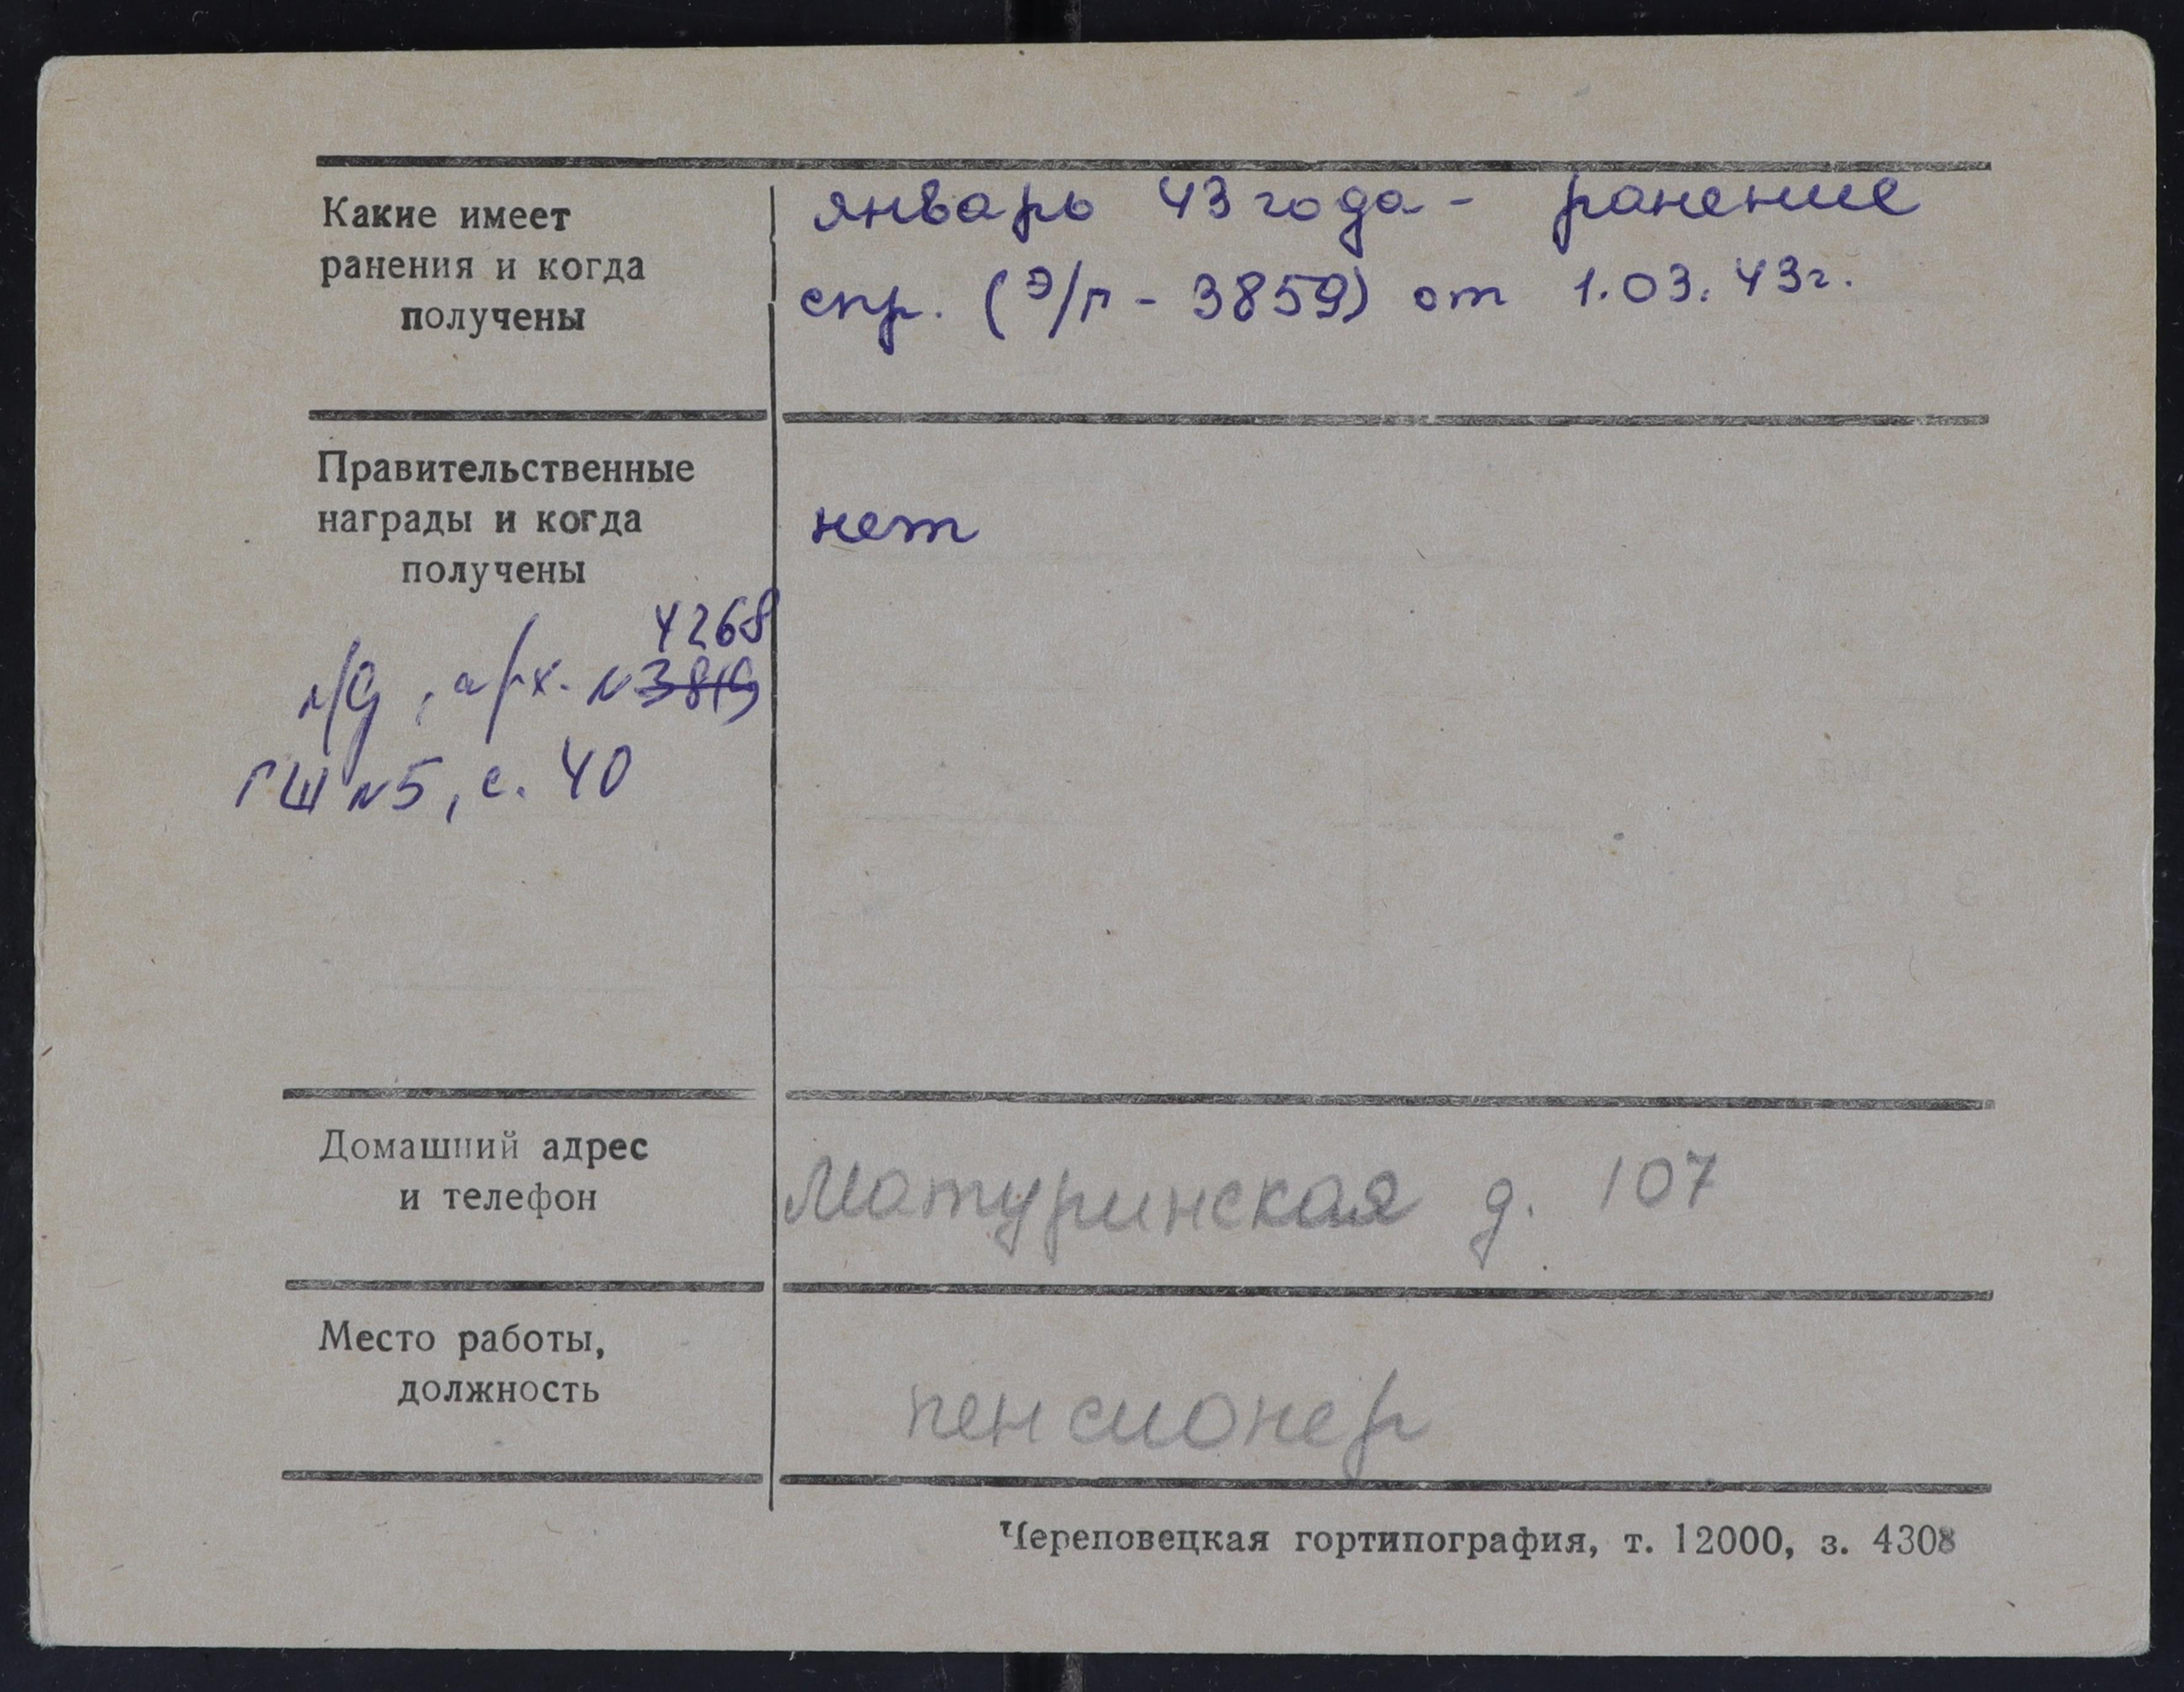 Какие имеет
ранения и когда
получены
январь 43 года - ранение
спр. (э/г - 3859) от 1.03.43г.
Правительственные
награды и когда
получены
нет
4268
л/д, арх. №
ГШ №5, с. 40
Домашний адрес
и телефон
Матуринская д. 107
Место работы,
должность
пенсионер
Череповецкая гортипография, т. 12000, з. 4308